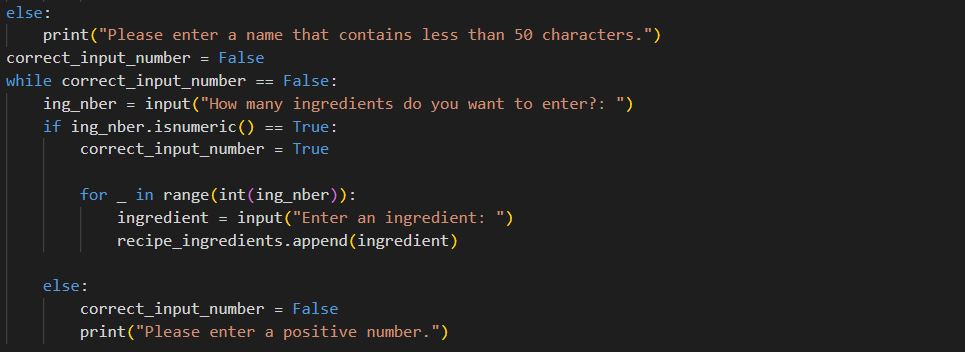 else:
    print("Please enter a name that contains less than 50 characters.")
correct_input_number = False
while correct_input_number == False:
    ing_nber = input("How many ingredients do you want to enter?: ")
    if ing_nber.isnumeric() == True:
        correct_input_number = True

        for _ in range(int(ing_nber)):
            ingredient = input("Enter an ingredient: ")
            recipe_ingredients.append(ingredient)

    else:
        correct_input_number = False
        print("Please enter a positive number.")